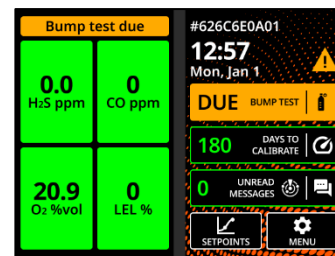 Bump test due
0.0
H₂S ppm
0
CO ppm
20.9
O₂ %vol
0
LEL %
#626C6E0A01
12:57
Mon, Jan 1
DUE BUMP TEST
180 DAYS TO
CALIBRATE
0 UNREAD
MESSAGES
SETPOINTS
MENU